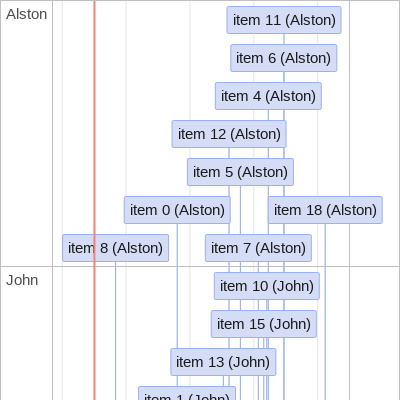 Alston
item 11 (Alston)
item 6 (Alston)
item 4 (Alston)
item 12 (Alston)
item 5 (Alston)
item 0 (Alston)
item 18 (Alston)
item 8 (Alston)
item 7 (Alston)
John
item 10 (John)
item 15 (John)
item 13 (John)
item 1 (John)